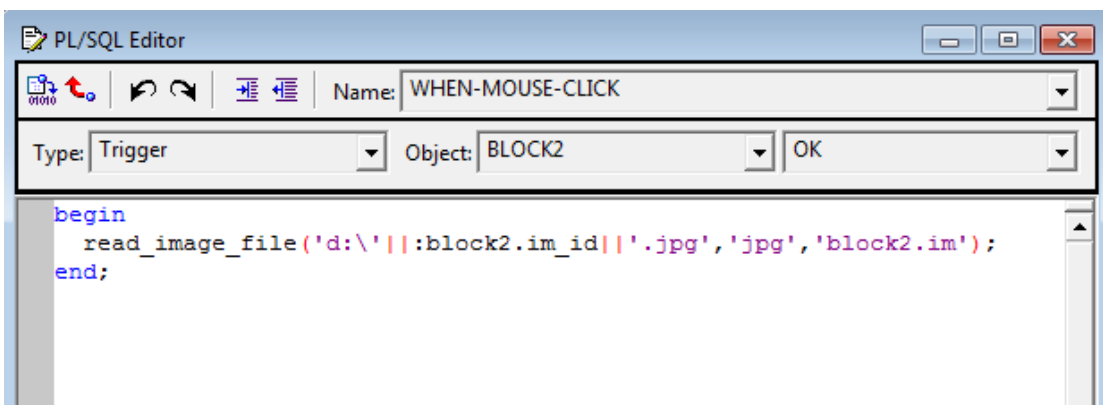 PL/SQL Editor
01010
Name: WHEN-MOUSE-CLICK
Type: Trigger Object: BLOCK2 OK
begin
read_image_file('d:\'||:block2.im_id||'.jpg','jpg','block2.im');
end;